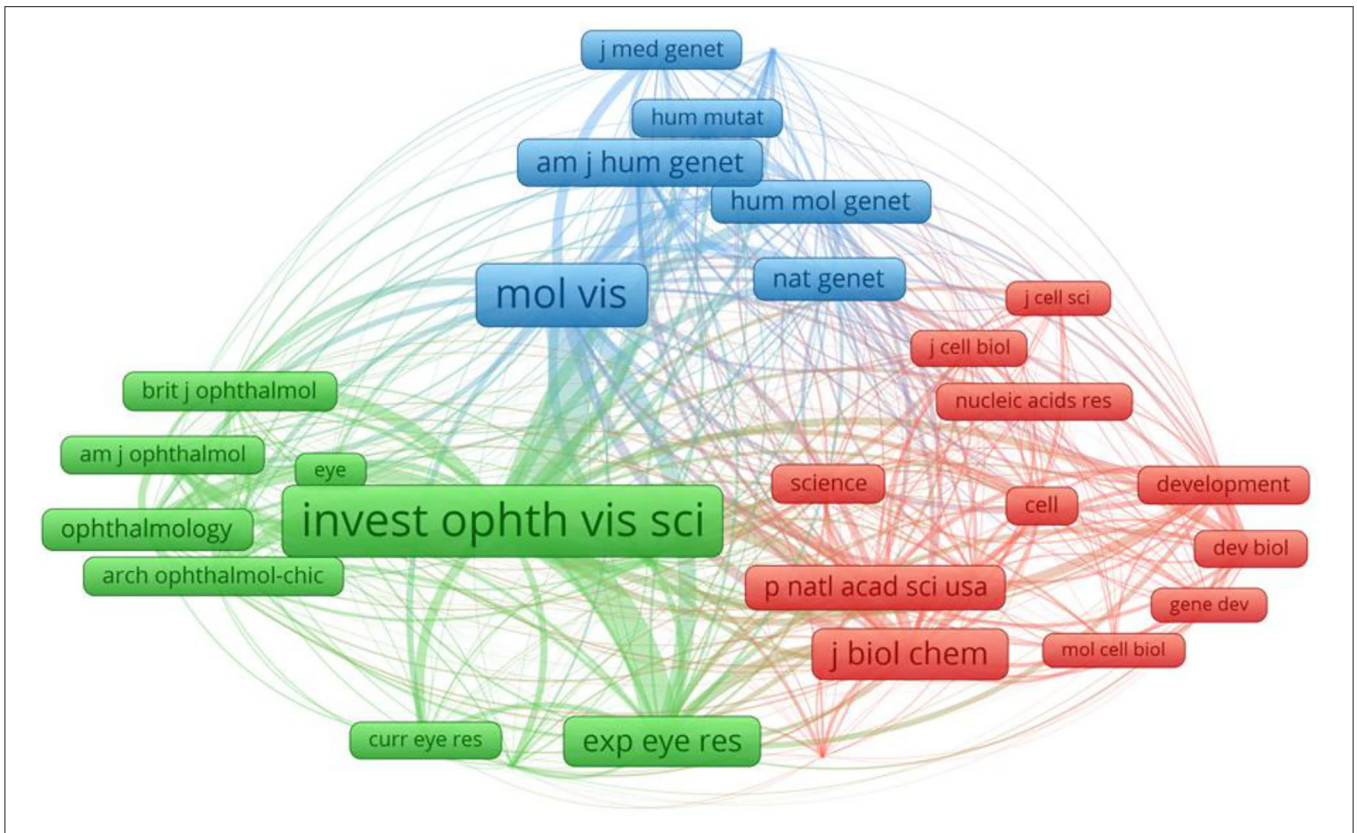 j med genet
hum mutat
am j hum genet
hum mol genet
mol vis
nat genet
j cell sci
j cell biol
brit j ophthalmol
nucleic acids res
am j ophthalmol
eye
science
development
cell
invest ophth vis sci
ophthalmology
dev biol
arch ophthalmol-chic
p natl acad sci usa
gene dev
j biol chem
mol cell biol
curr eye res
exp eye res